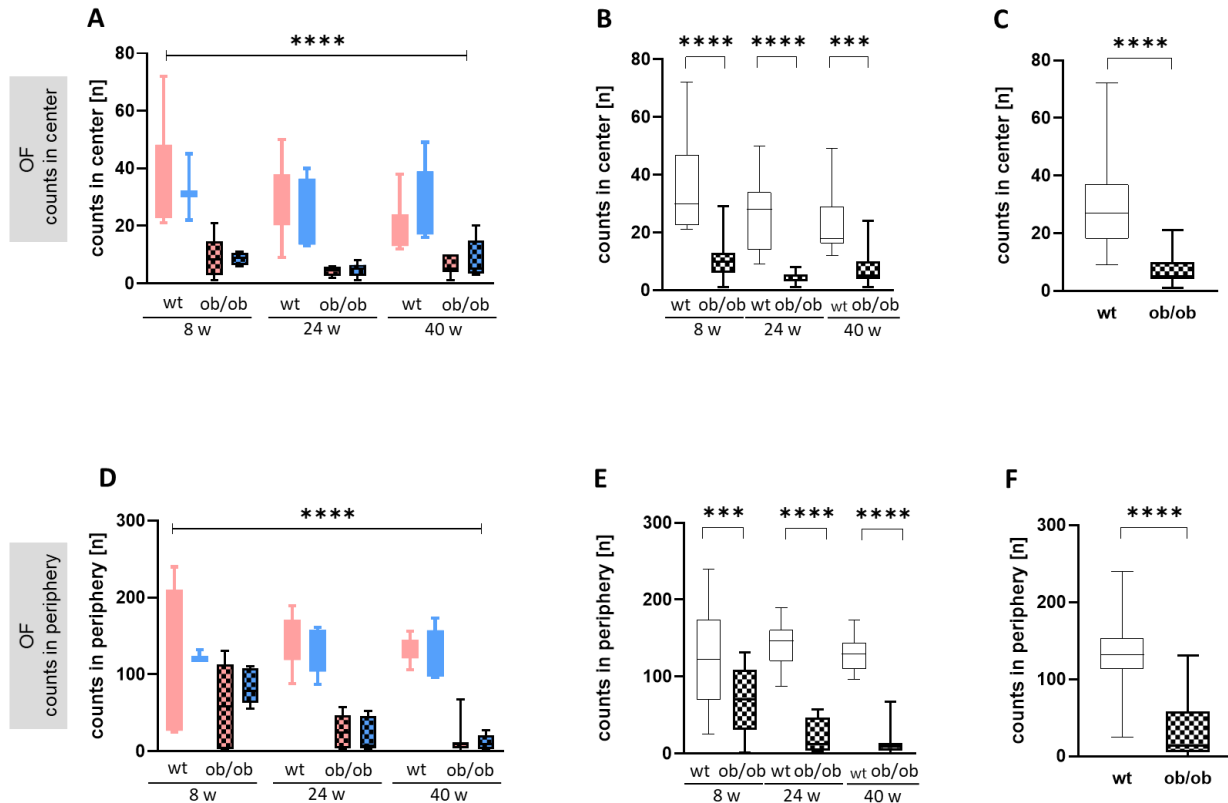 A
B
C
OF
counts in center
****
counts in center [n]
80
60
40
20
0
wt ob/ob wt ob/ob wt ob/ob
8 w 24 w 40 w
**** **** ***
counts in center [n]
80
60
40
20
0
wt ob/ob wt ob/ob wt ob/ob
8 w 24 w 40 w
****
counts in center [n]
80
60
40
20
0
wt ob/ob
D
E
F
OF
counts in periphery
****
counts in periphery [n]
300
200
100
0
wt ob/ob wt ob/ob wt ob/ob
8 w 24 w 40 w
*** **** ****
counts in periphery [n]
300
200
100
0
wt ob/ob wt ob/ob wt ob/ob
8 w 24 w 40 w
****
counts in periphery [n]
300
200
100
0
wt ob/ob